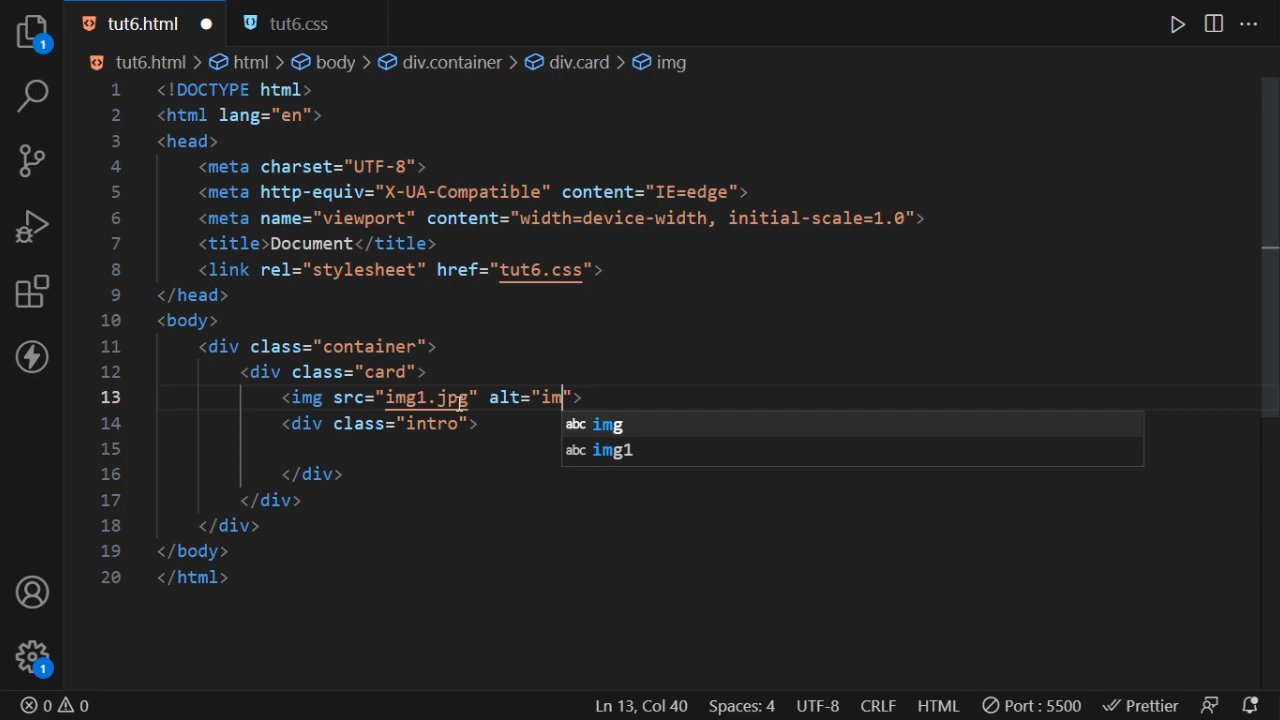 tut6.html tut6.css
tut6.html > html > body > div.container > div.card > img
1 <!DOCTYPE html>
2 <html lang="en">
3 <head>
4 <meta charset="UTF-8">
5 <meta http-equiv="X-UA-Compatible" content="IE=edge">
6 <meta name="viewport" content="width=device-width, initial-scale=1.0">
7 <title>Document</title>
8 <link rel="stylesheet" href="tut6.css">
9 </head>
10 <body>
11 <div class="container">
12 <div class="card">
13 <img src="img1.jpg" alt="im">
14 <div class="intro">
abc img
15
abc img1
16 </div>
17 </div>
18 </div>
19 </body>
20 </html>
1
1
0 0 Ln 13, Col 40 Spaces: 4 UTF-8 CRLF HTML Port : 5500 Prettier